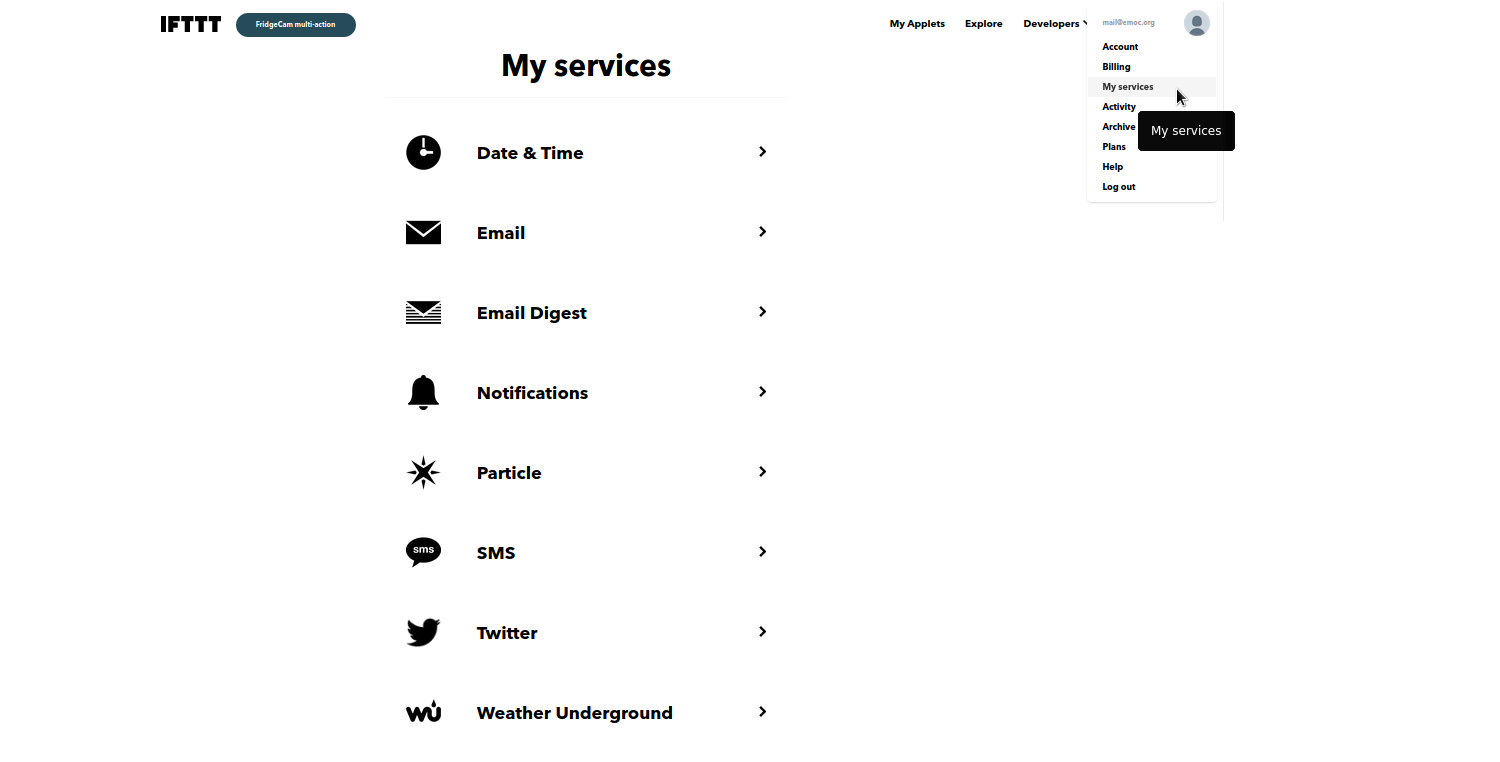 IFTTT
FridgeCam multi-action
My Applets
Explore
Developers
mail@emoc.org
Account
Billing
My services
Activity
Archive
Plans
Help
Log out
My services
My services
Date & Time
Email
Email Digest
Notifications
Particle
sms
SMS
Twitter
wu
Weather Underground